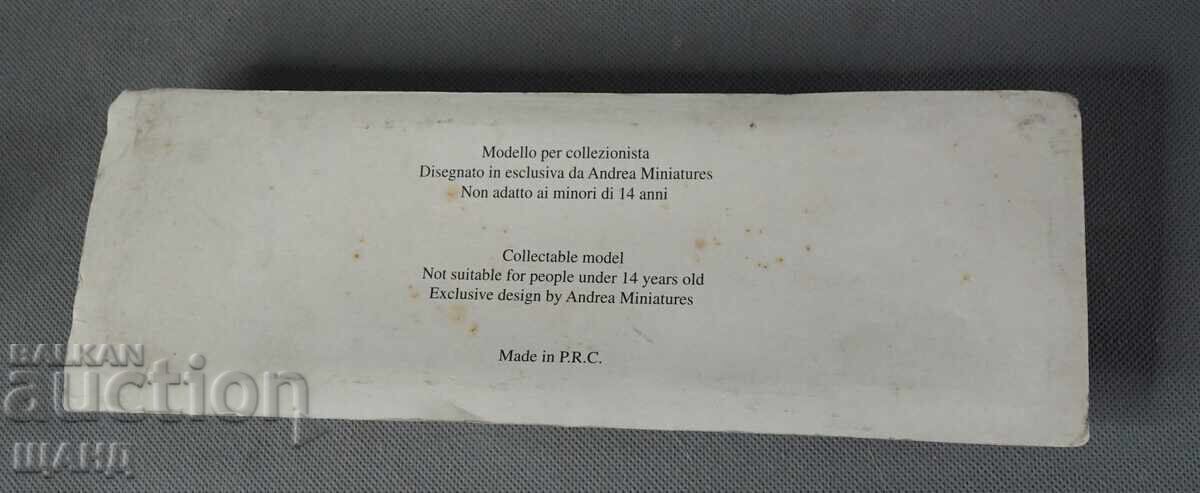 Modello per collezionista
Disegnato in esclusiva da Andrea Miniatures
Non adatto ai minori di 14 anni
Collectable model
Not suitable for people under 14 years old
Exclusive design by Andrea Miniatures
Made in P.R.C.
BALKAN
auction
ЩАНД